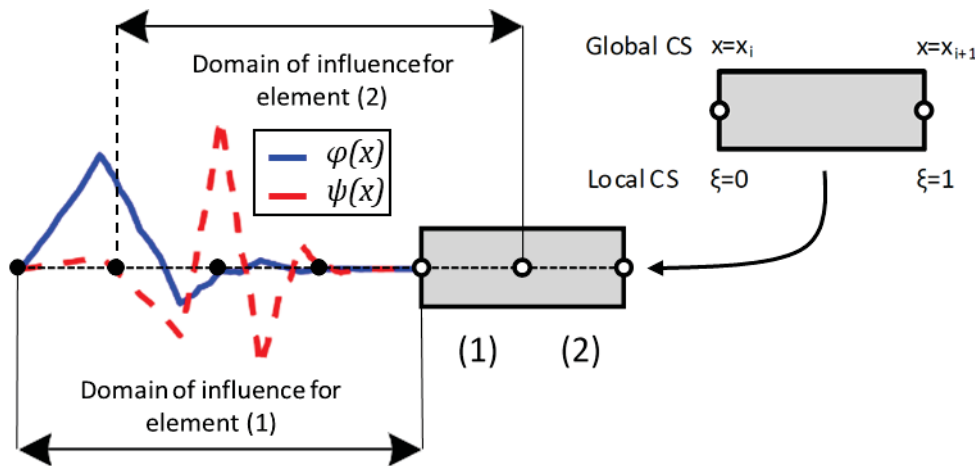 Domain of influence for
element (2)
φ(x)
ψ(x)
Global CS x=xᵢ x=xᵢ₊₁
Local CS ξ=0 ξ=1
(1) (2)
Domain of influence for
element (1)